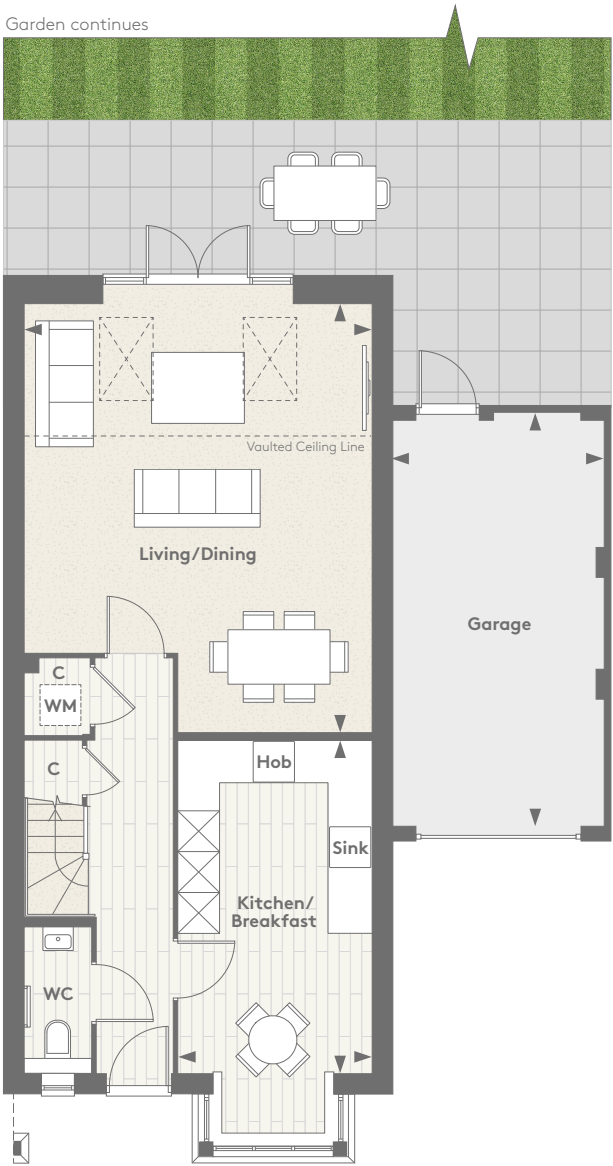 Garden continues
Vaulted Ceiling Line
Living/Dining
Garage
C
WM
C
Hob
Sink
Kitchen/
Breakfast
WC